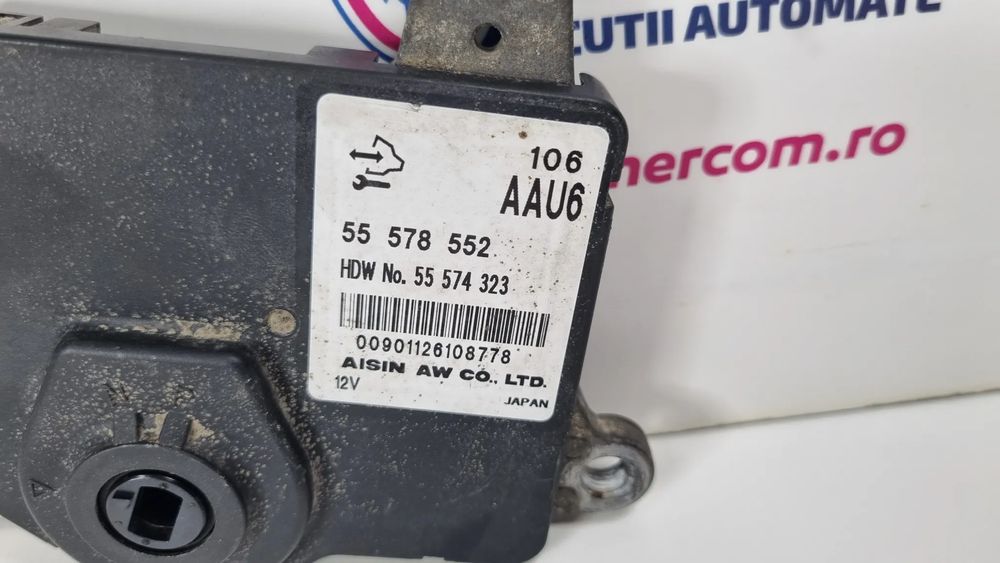 CUTII AUTOMATE
mercom.ro
106
AAU6
55 578 552
HDW No. 55 574 323
00901126108778
AISIN AW CO., LTD.
12V
JAPAN